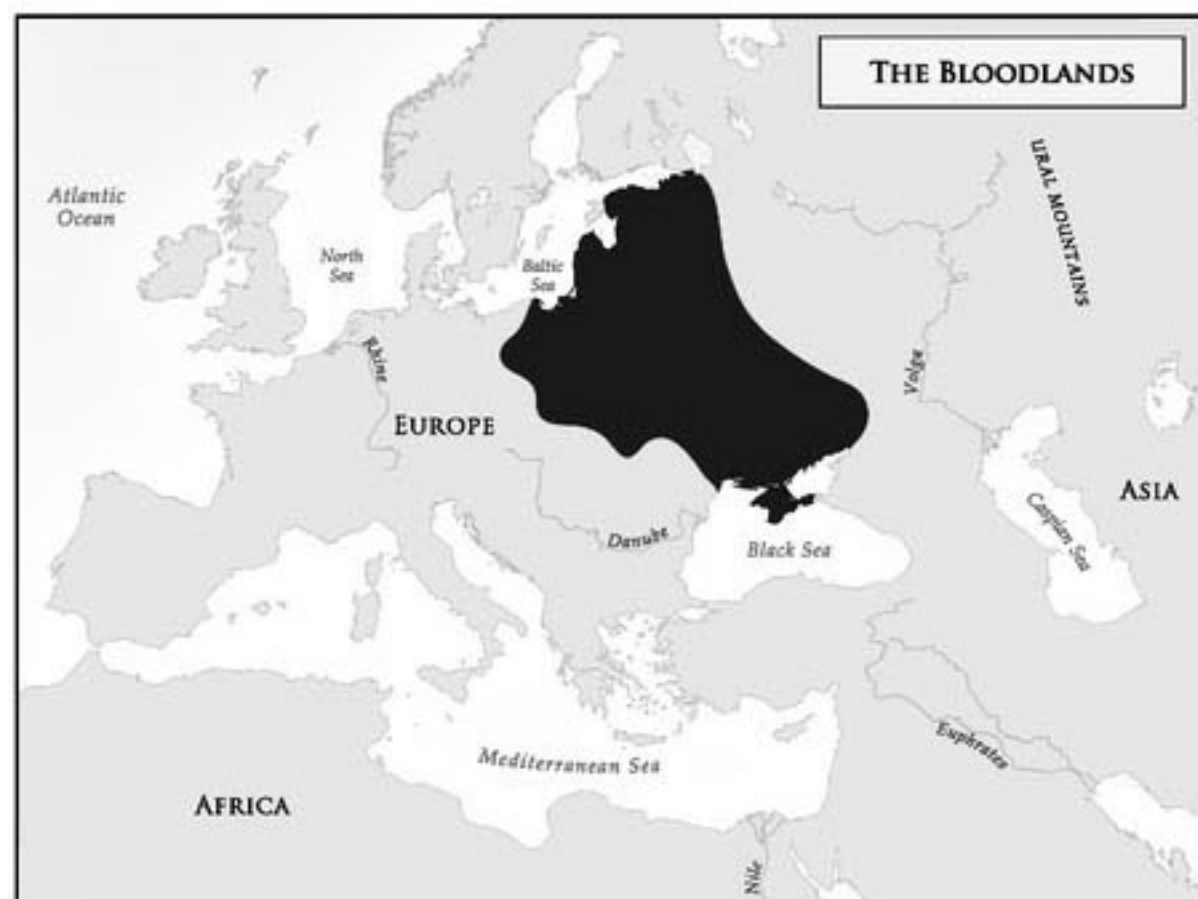 THE BLOODLANDS
URAL MOUNTAINS
Atlantic
Ocean
North
Sea
Baltic
Sea
Rhine
Volga
EUROPE
ASIA
Caspian Sea
Danube
Black Sea
Euphrates
Mediterranean Sea
AFRICA
Nile